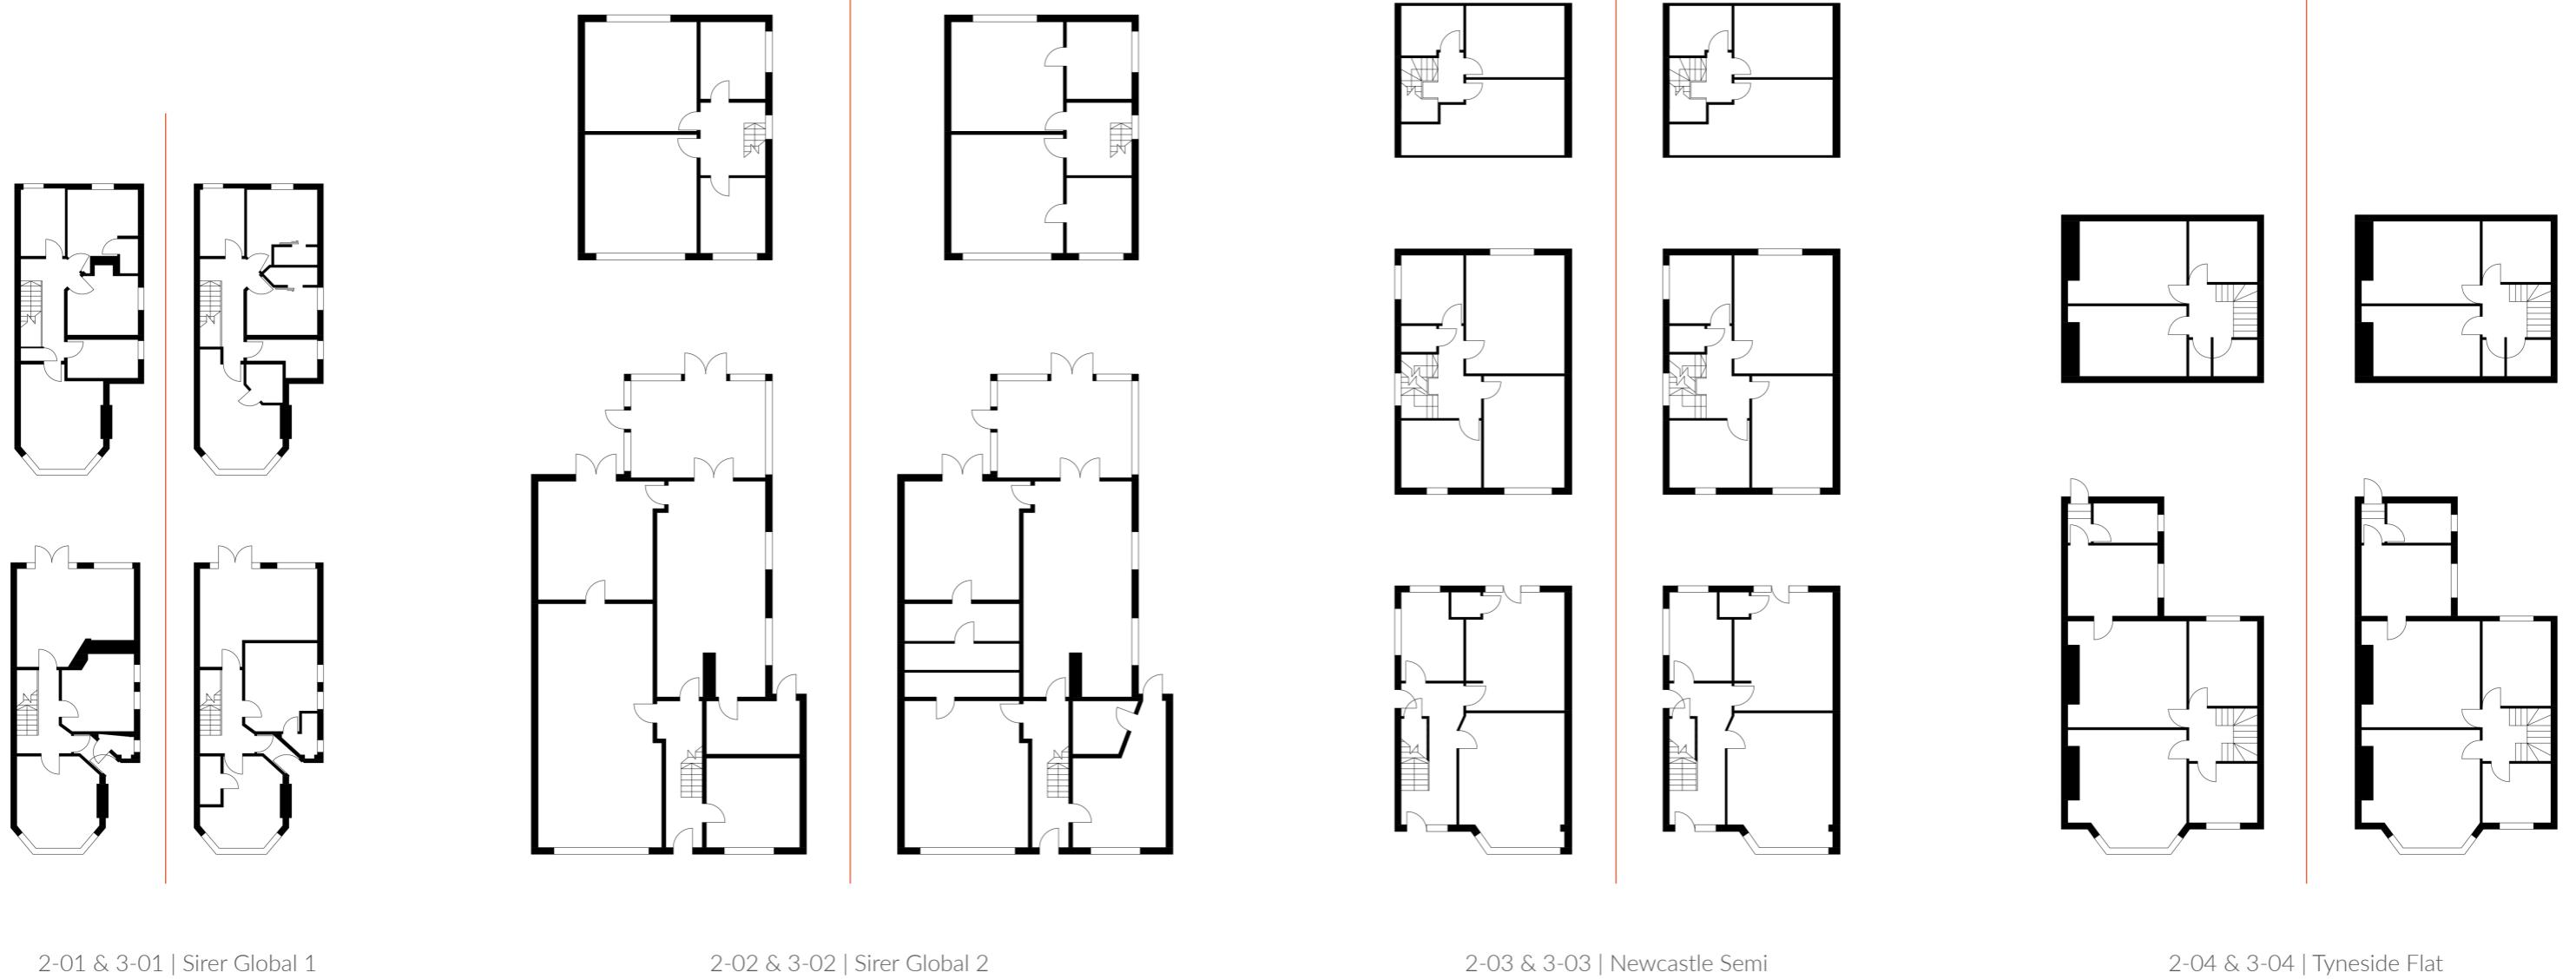 2-01 & 3-01 | Sirer Global 1
2-02 & 3-02 | Sirer Global 2
2-03 & 3-03 | Newcastle Semi
2-04 & 3-04 | Tyneside Flat